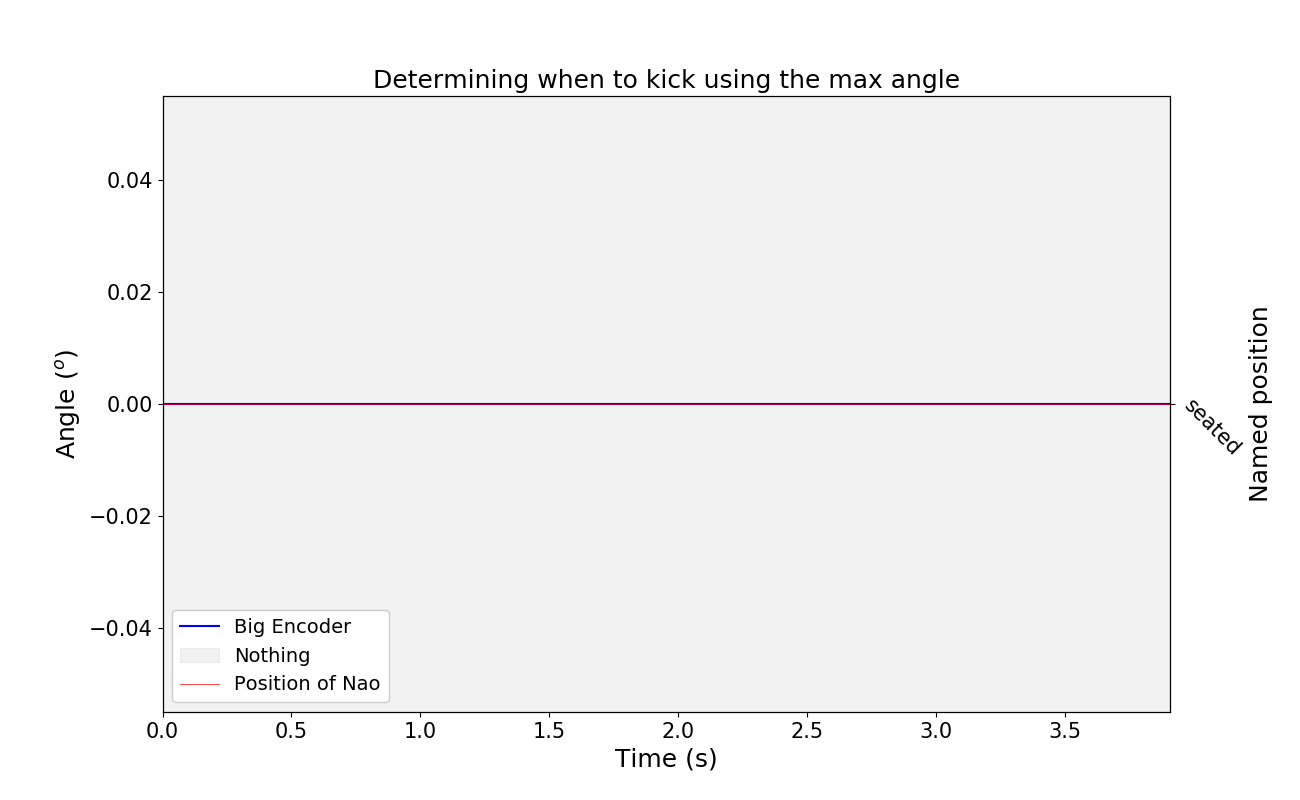 Determining when to kick using the max angle
0.04
0.02
0.00
−0.02
−0.04
Angle (°)
seated
Named position
Big Encoder
Nothing
Position of Nao
0.0 0.5 1.0 1.5 2.0 2.5 3.0 3.5
Time (s)